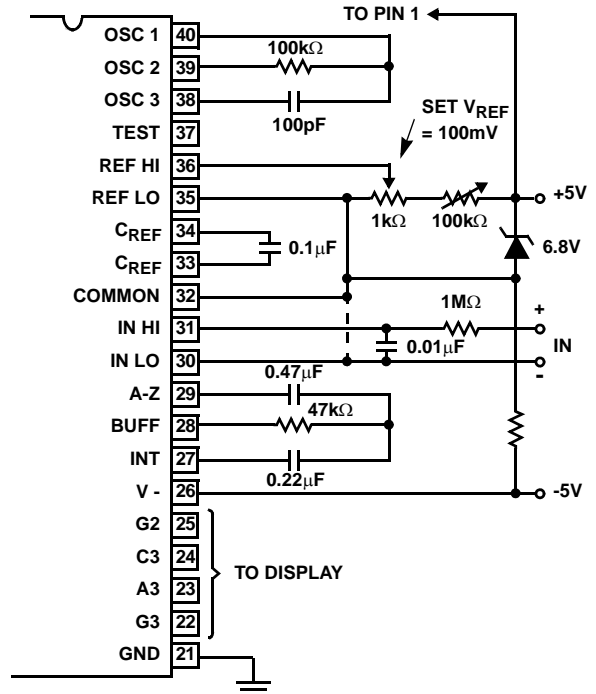 TO PIN 1
OSC 1 40
100kΩ
OSC 2 39
OSC 3 38
100pF
SET VREF
= 100mV
TEST 37
REF HI 36
REF LO 35
+5V
1kΩ 100kΩ
CREF 34
0.1µF
6.8V
CREF 33
COMMON 32
1MΩ
+
IN HI 31
0.01µF
IN
IN LO 30
-
0.47µF
A-Z 29
47kΩ
BUFF 28
INT 27
0.22µF
V - 26
-5V
G2 25
C3 24
TO DISPLAY
A3 23
G3 22
GND 21